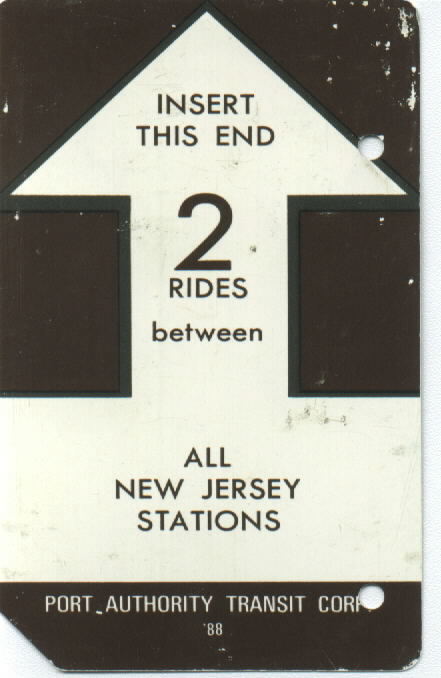 INSERT
THIS END
2
RIDES
between
ALL
NEW JERSEY
STATIONS
PORT AUTHORITY TRANSIT CORP.
'88